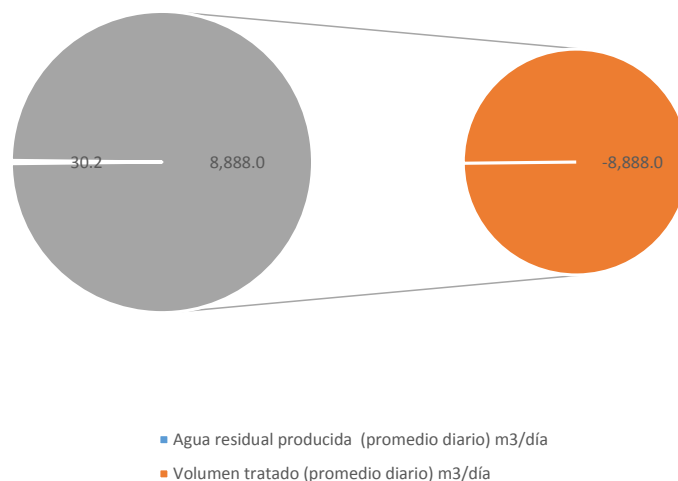 30.2
8,888.0
-8,888.0
Agua residual producida (promedio diario) m3/día
Volumen tratado (promedio diario) m3/día